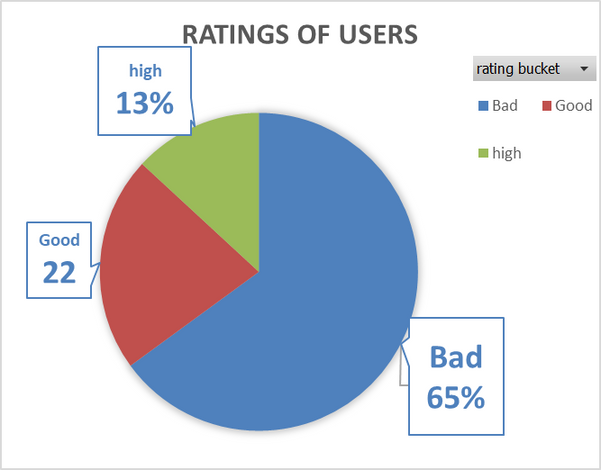 RATINGS OF USERS
high
13%
rating bucket
Bad
Good
high
Good
22
Bad
65%